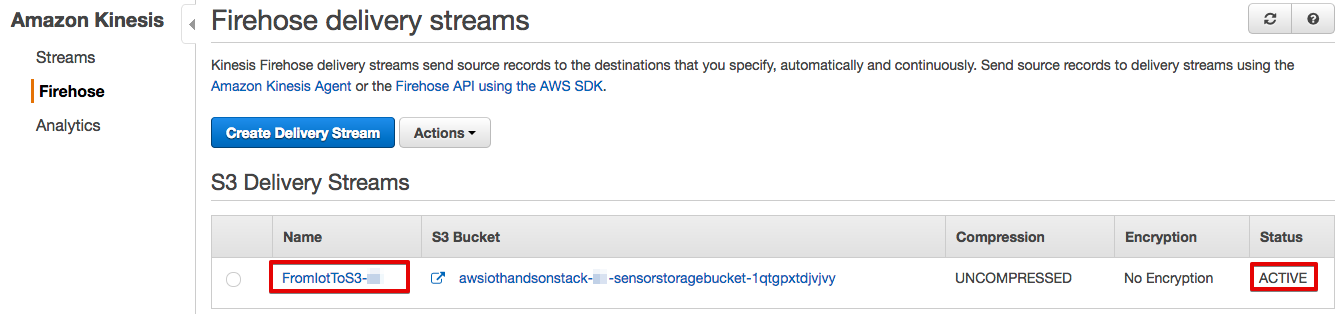 Amazon Kinesis
Streams
Firehose
Analytics
Firehose delivery streams
Kinesis Firehose delivery streams send source records to the destinations that you specify, automatically and continuously. Send source records to delivery streams using the
Amazon Kinesis Agent or the Firehose API using the AWS SDK.
Create Delivery Stream Actions
S3 Delivery Streams
Name S3 Bucket Compression Encryption Status
FromIotToS3- awsiothandsonstack- -sensorstoragebucket-1qtgpxtdjvjvy UNCOMPRESSED No Encryption ACTIVE